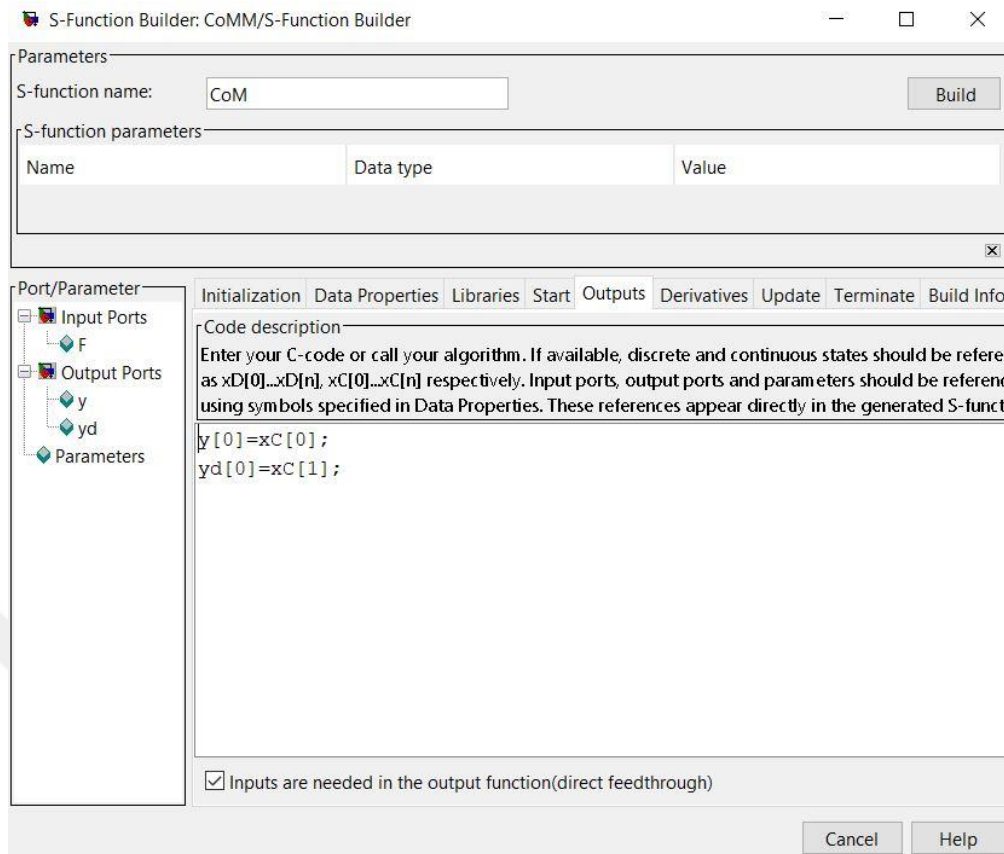 S-Function Builder: CoMM/S-Function Builder
Parameters
S-function name:
CoM
Build
S-function parameters
Name Data type Value
Port/Parameter
Input Ports
F
Output Ports
y
yd
Parameters
Initialization Data Properties Libraries Start Outputs Derivatives Update Terminate Build Info
Code description
Enter your C-code or call your algorithm. If available, discrete and continuous states should be refere
as xD[0]...xD[n], xC[0]...xC[n] respectively. Input ports, output ports and parameters should be referenc
using symbols specified in Data Properties. These references appear directly in the generated S-funct
y[0]=xC[0];
yd[0]=xC[1];
Inputs are needed in the output function(direct feedthrough)
Cancel Help